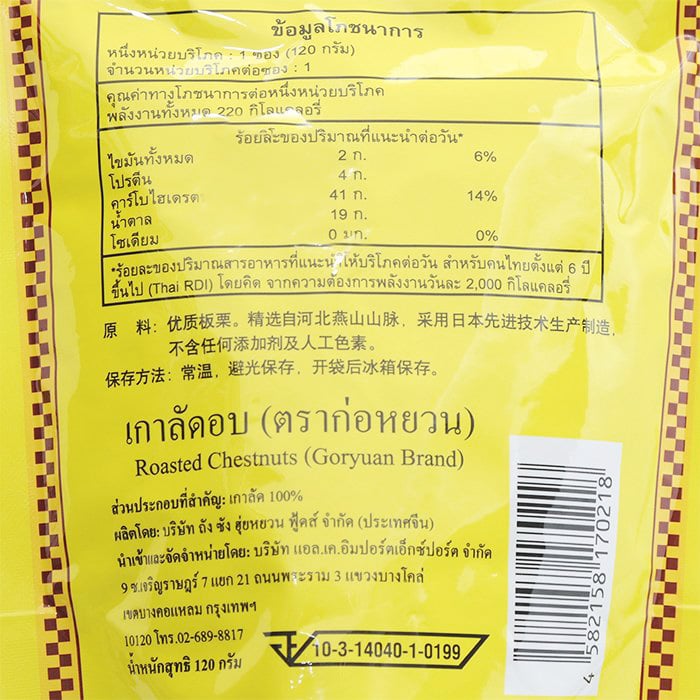 ข้อมูลโภชนาการ
หนึ่งหน่วยบริโภค : 1 ซอง (120 กรัม)
จำนวนหน่วยบริโภคต่อซอง : 1
คุณค่าทางโภชนาการต่อหนึ่งหน่วยบริโภค
พลังงานทั้งหมด 220 กิโลแคลอรี่
ร้อยละของปริมาณที่แนะนำต่อวัน*
ไขมันทั้งหมด 2 ก. 6%
โปรตีน 4 ก.
คาร์โบไฮเดรต 41 ก. 14%
น้ำตาล 19 ก.
โซเดียม 0 มก. 0%
*ร้อยละของปริมาณสารอาหารที่แนะนำให้บริโภคต่อวัน สำหรับคนไทยตั้งแต่ 6 ปี
ขึ้นไป (Thai RDI) โดยคิด จากความต้องการพลังงานวันละ 2,000 กิโลแคลอรี่
原 料：优质板栗。精选自河北燕山山脉，采用日本先进技术生产制造，
不含任何添加剂及人工色素。
保存方法：常温，避光保存，开袋后冰箱保存。
เกาลัดอบ (ตราก่อหยวน)
Roasted Chestnuts (Goryuan Brand)
ส่วนประกอบที่สำคัญ: เกาลัด 100%
ผลิตโดย: บริษัท ถัง ซัง ฮุ่ยหยวน ฟู้ดส์ จำกัด (ประเทศจีน)
นำเข้าและจัดจำหน่ายโดย: บริษัท แอล.เค.อิมปอร์ตเอ็กซ์ปอร์ต จำกัด
9 ซ.เจริญราษฎร์ 7 แยก 21 ถนนพระราม 3 แขวงบางโคล่
เขตบางคอแหลม กรุงเทพฯ
10120 โทร.02-689-8817
น้ำหนักสุทธิ 120 กรัม
10-3-14040-1-0199
4 582158 170218